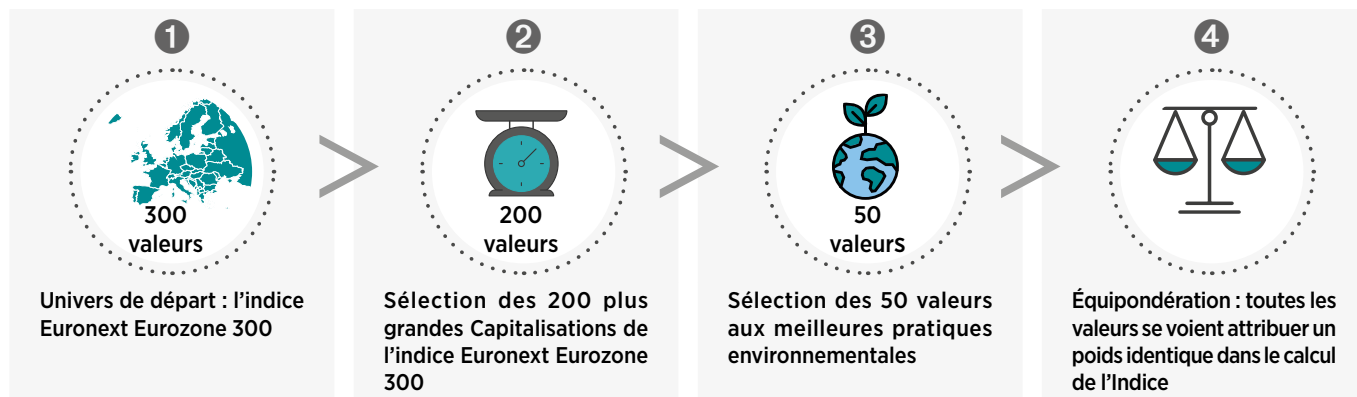 1
300
valeurs
Univers de départ : l’indice
Euronext Eurozone 300
2
200
valeurs
Sélection des 200 plus
grandes Capitalisations de
l’indice Euronext Eurozone
300
3
50
valeurs
Sélection des 50 valeurs
aux meilleures pratiques
environnementales
4
Équipondération : toutes les
valeurs se voient attribuer un
poids identique dans le calcul
de l’Indice